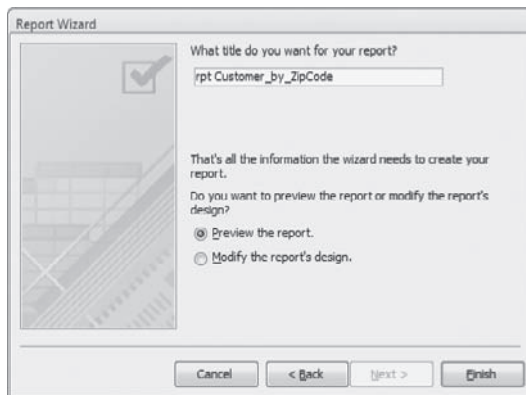 Report Wizard
What title do you want for your report?
rpt Customer_by_ZipCode
That's all the information the wizard needs to create your
report.
Do you want to preview the report or modify the report's
design?
Preview the report.
Modify the report's design.
Cancel
< Back
Next >
Finish